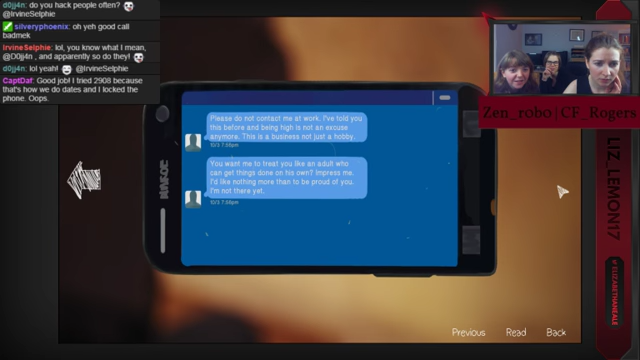 d0jj4n: do you hack people often?
@IrvineSelphie
silveryphoenix: oh yeh good call
badmek
IrvineSelphie: lol, you know what I mean,
@D0jj4n , and apparently so do they!
d0jj4n: lol yeah! @IrvineSelphie
CaptDaf: Good job! I tried 2908 because
that's how we do dates and I locked the
phone. Oops.
Please do not contact me at work. I've told you
this before and being high is not an excuse
anymore. This is a business not just a hobby.
10/3 7:56pm
You want me to treat you like an adult who
can get things done on his own? Impress me.
I'd like nothing more than to be proud of you.
I'm not there yet.
10/3 7:58pm
Zen_robo|CF_Rogers
LIZ_LEMON17
Previous Read Back